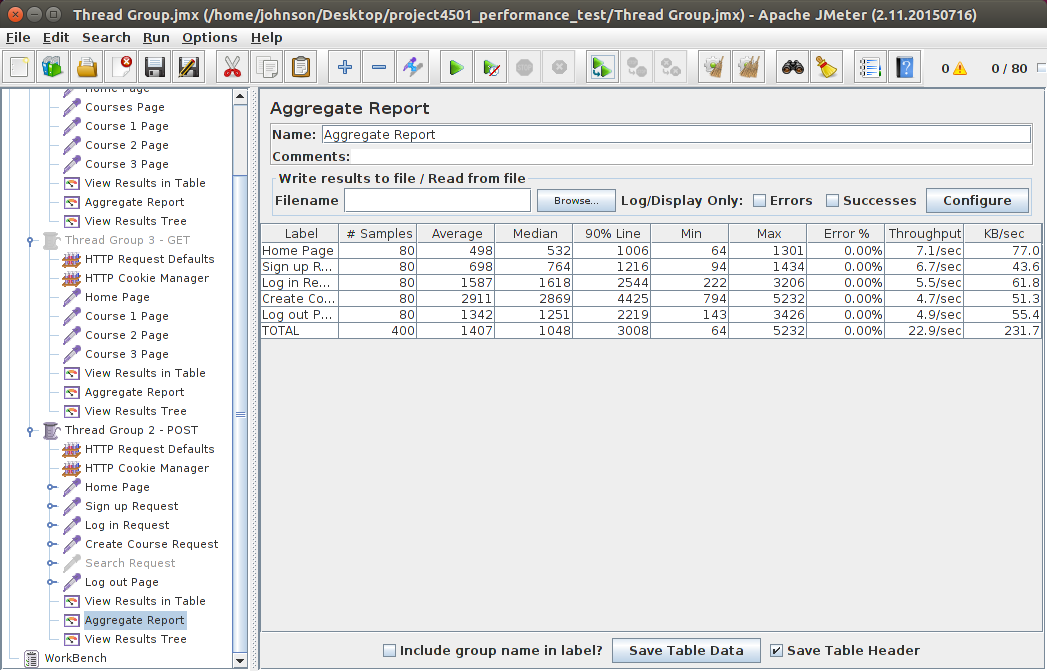 Thread Group.jmx (/home/johnson/Desktop/project4501_performance_test/Thread Group.jmx) - Apache JMeter (2.11.20150716)
File Edit Search Run Options Help
0 0 / 80
Home Page
Courses Page
Course 1 Page
Course 2 Page
Course 3 Page
View Results in Table
Aggregate Report
View Results Tree
Thread Group 3 - GET
HTTP Request Defaults
HTTP Cookie Manager
Home Page
Course 1 Page
Course 2 Page
Course 3 Page
View Results in Table
Aggregate Report
View Results Tree
Thread Group 2 - POST
HTTP Request Defaults
HTTP Cookie Manager
Home Page
Sign up Request
Log in Request
Create Course Request
Search Request
Log out Page
View Results in Table
Aggregate Report
View Results Tree
WorkBench
Aggregate Report
Name: Aggregate Report
Comments:
Write results to file / Read from file
Filename Browse... Log/Display Only: Errors Successes Configure
Label # Samples Average Median 90% Line Min Max Error % Throughput KB/sec
Home Page 80 498 532 1006 64 1301 0.00% 7.1/sec 77.0
Sign up R... 80 698 764 1216 94 1434 0.00% 6.7/sec 43.6
Log in Re... 80 1587 1618 2544 222 3206 0.00% 5.5/sec 61.8
Create Co... 80 2911 2869 4425 794 5232 0.00% 4.7/sec 51.3
Log out P... 80 1342 1251 2219 143 3426 0.00% 4.9/sec 55.4
TOTAL 400 1407 1048 3008 64 5232 0.00% 22.9/sec 231.7
Include group name in label? Save Table Data Save Table Header